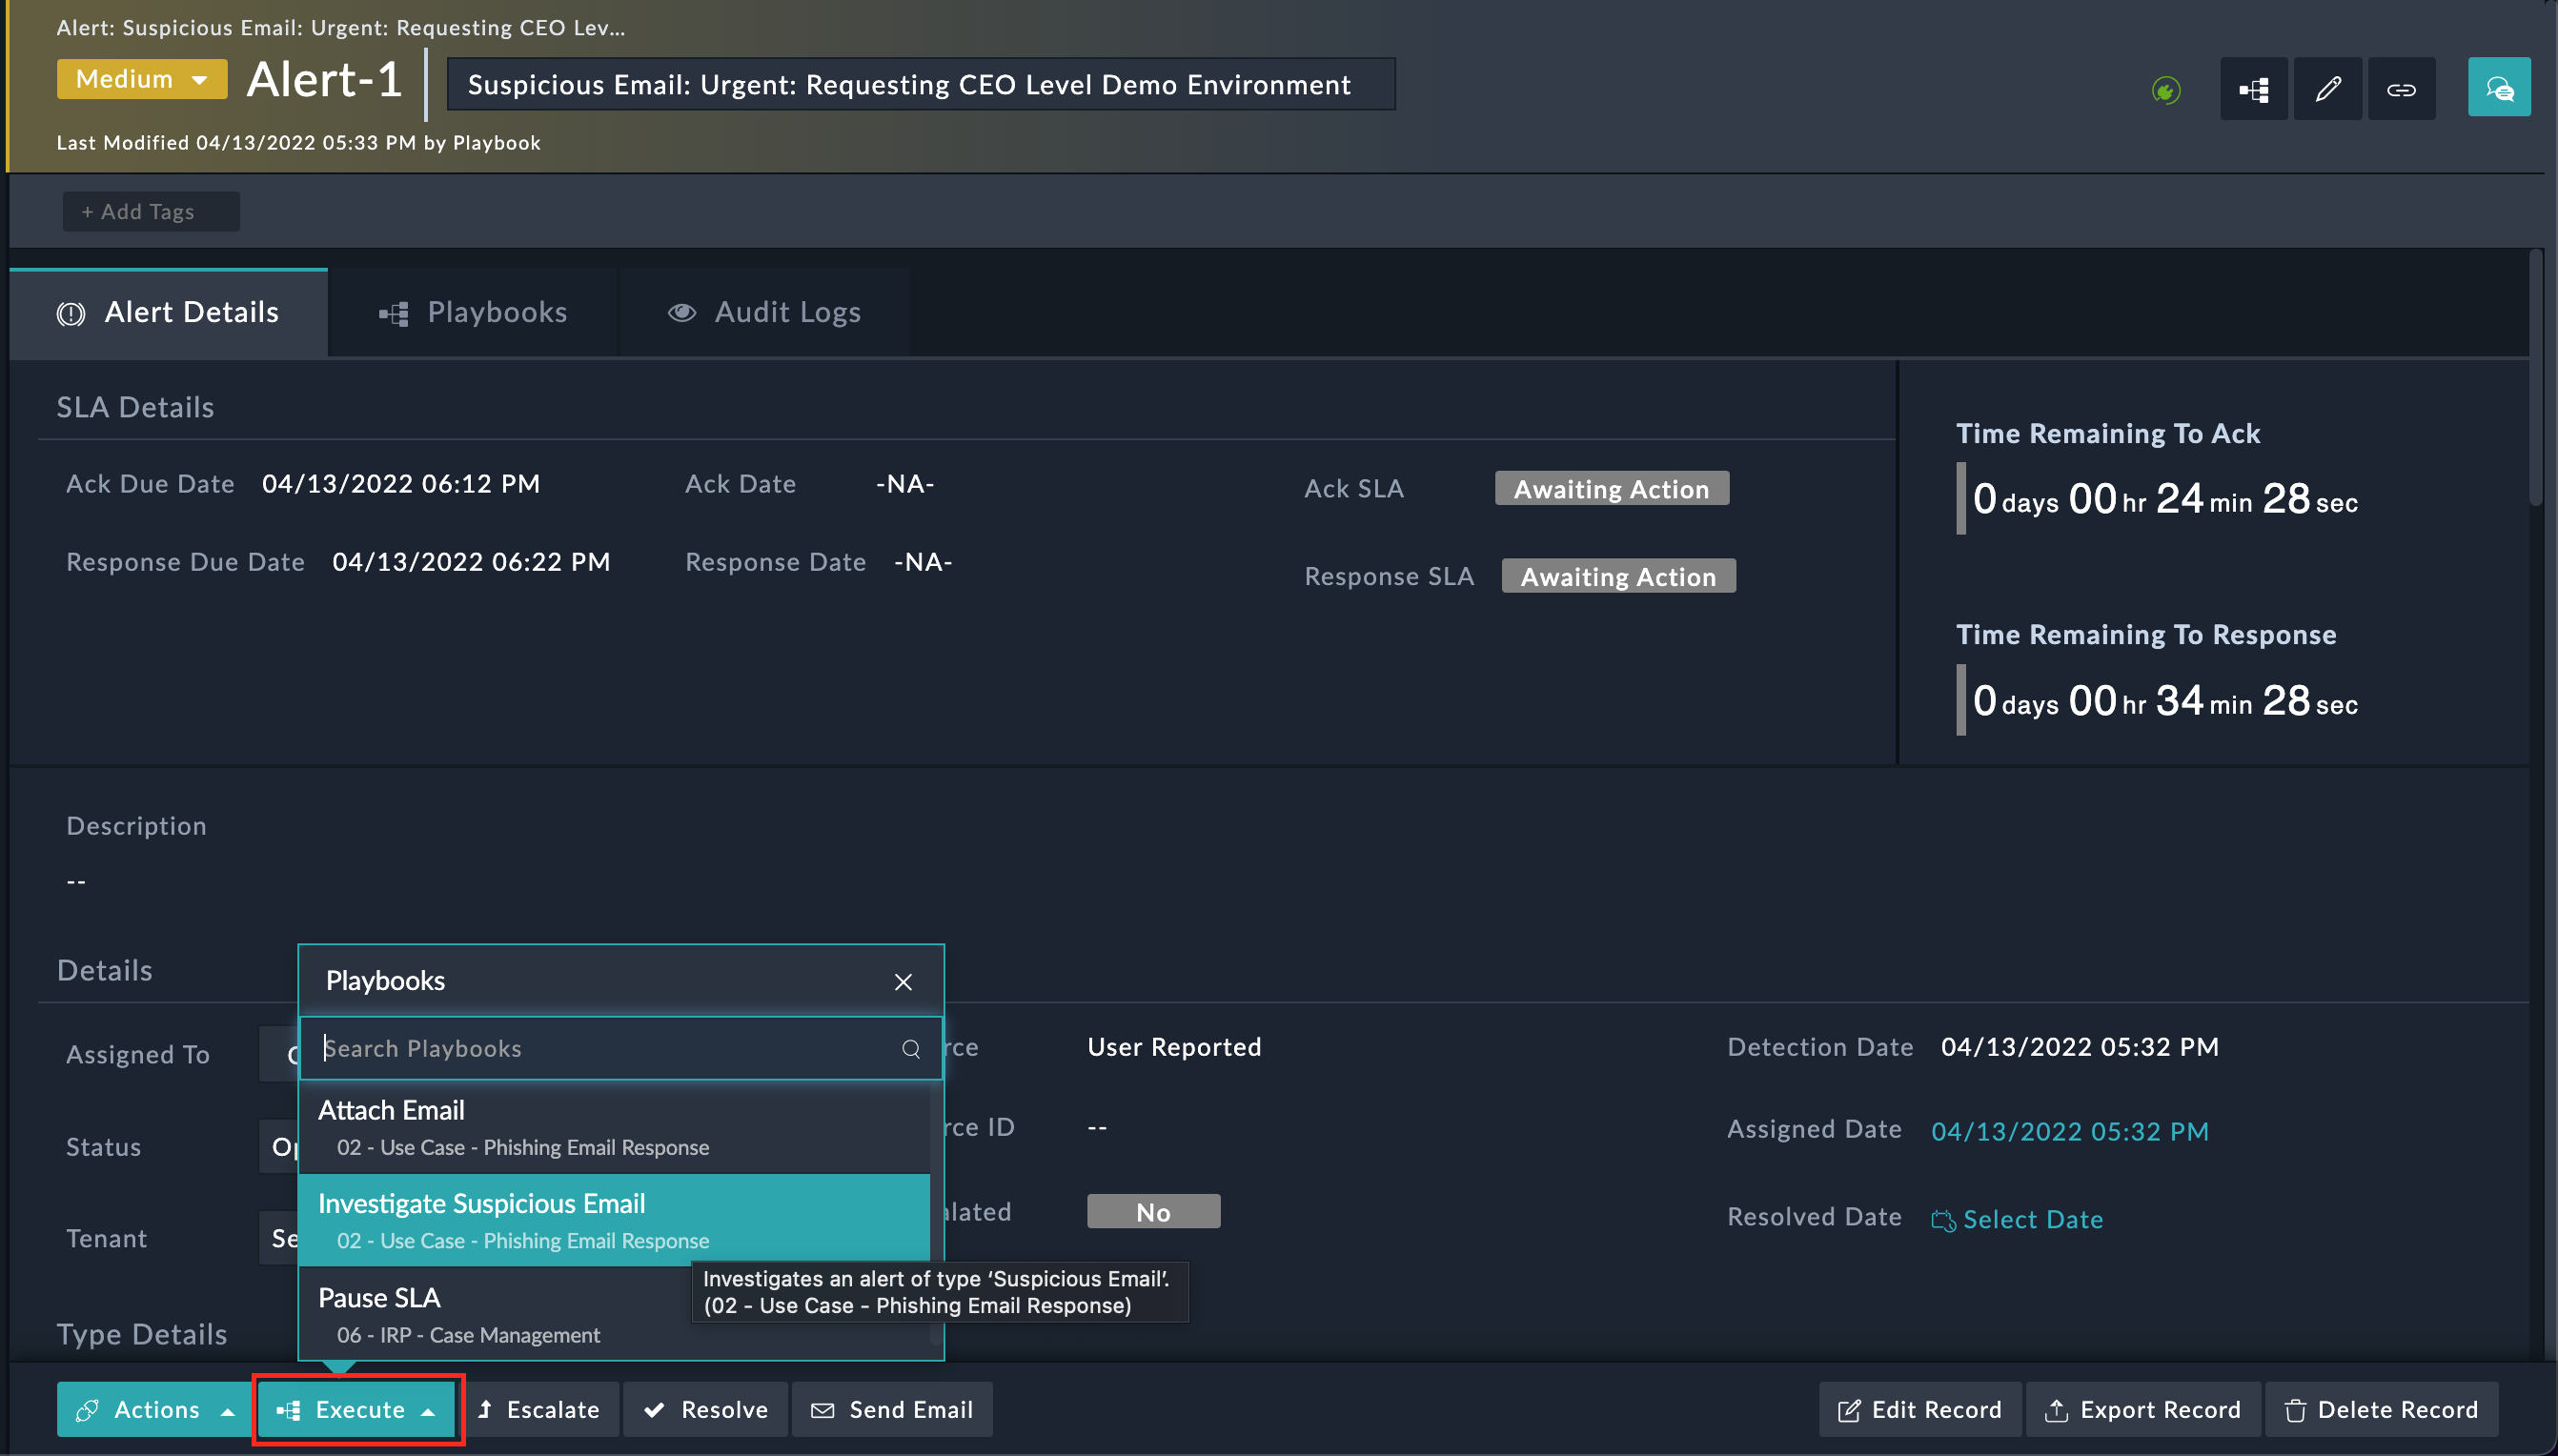 Alert: Suspicious Email: Urgent: Requesting CEO Lev...
Medium
Alert-1
Suspicious Email: Urgent: Requesting CEO Level Demo Environment
Last Modified 04/13/2022 05:33 PM by Playbook
+ Add Tags
Alert Details
Playbooks
Audit Logs
SLA Details
Ack Due Date 04/13/2022 06:12 PM
Ack Date -NA-
Ack SLA Awaiting Action
Response Due Date 04/13/2022 06:22 PM
Response Date -NA-
Response SLA Awaiting Action
Time Remaining To Ack
0 days 00 hr 24 min 28 sec
Time Remaining To Response
0 days 00 hr 34 min 28 sec
Description
--
Details
Assigned To
Status
Tenant
Type Details
Playbooks
Search Playbooks
Attach Email
02 - Use Case - Phishing Email Response
Investigate Suspicious Email
02 - Use Case - Phishing Email Response
Pause SLA
06 - IRP - Case Management
Investigates an alert of type ‘Suspicious Email’.
(02 - Use Case - Phishing Email Response)
User Reported
ID --
No
Detection Date 04/13/2022 05:32 PM
Assigned Date 04/13/2022 05:32 PM
Resolved Date Select Date
Actions
Execute
Escalate
Resolve
Send Email
Edit Record
Export Record
Delete Record